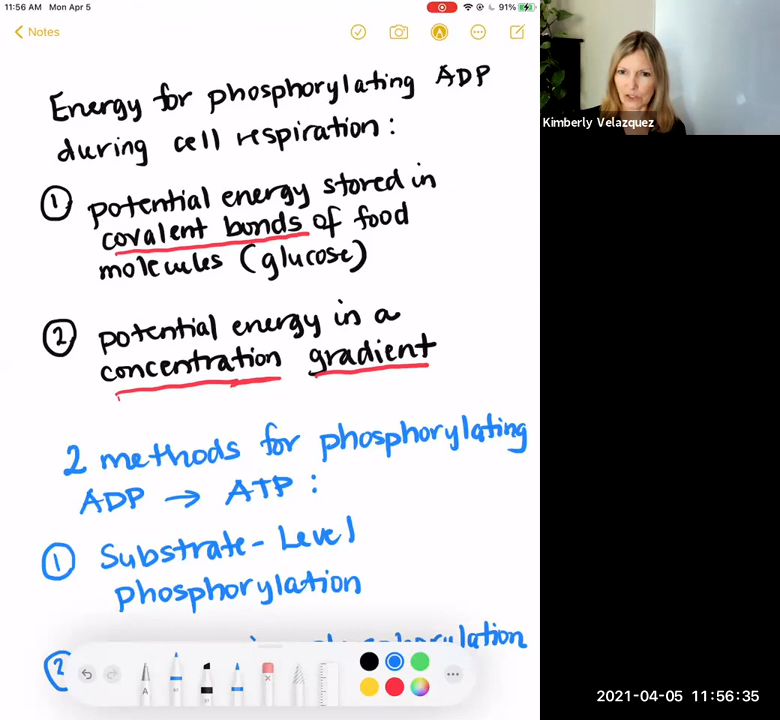 11:56 AM Mon Apr 5
91%
Notes
Kimberly Velazquez
Energy for phosphorylating ADP
during cell respiration:
① potential energy stored in
covalent bonds of food
molecules (glucose)
② potential energy in a
concentration gradient
2 methods for phosphorylating
ADP → ATP:
① Substrate-Level
phosphorylation
② phosphorylation
2021-04-05 11:56:35